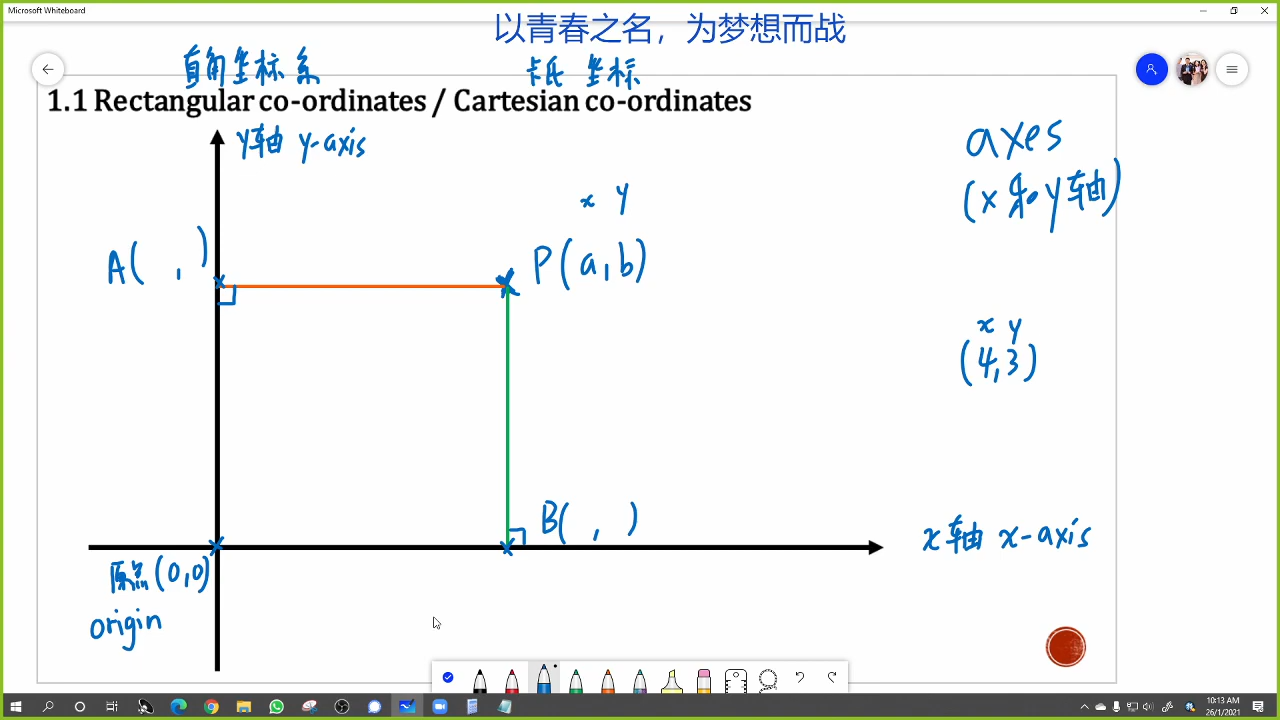 Microsoft Whiteboard
以青春之名，为梦想而战
直角坐标系 卡氏 坐标
1.1 Rectangular co-ordinates / Cartesian co-ordinates
y轴 y-axis
axes
(x和y轴)
x y
A( , )
P(a,b)
x y
(4,3)
B( , )
x轴 x-axis
原点(0,0)
origin
10:13 AM
26/1/2021